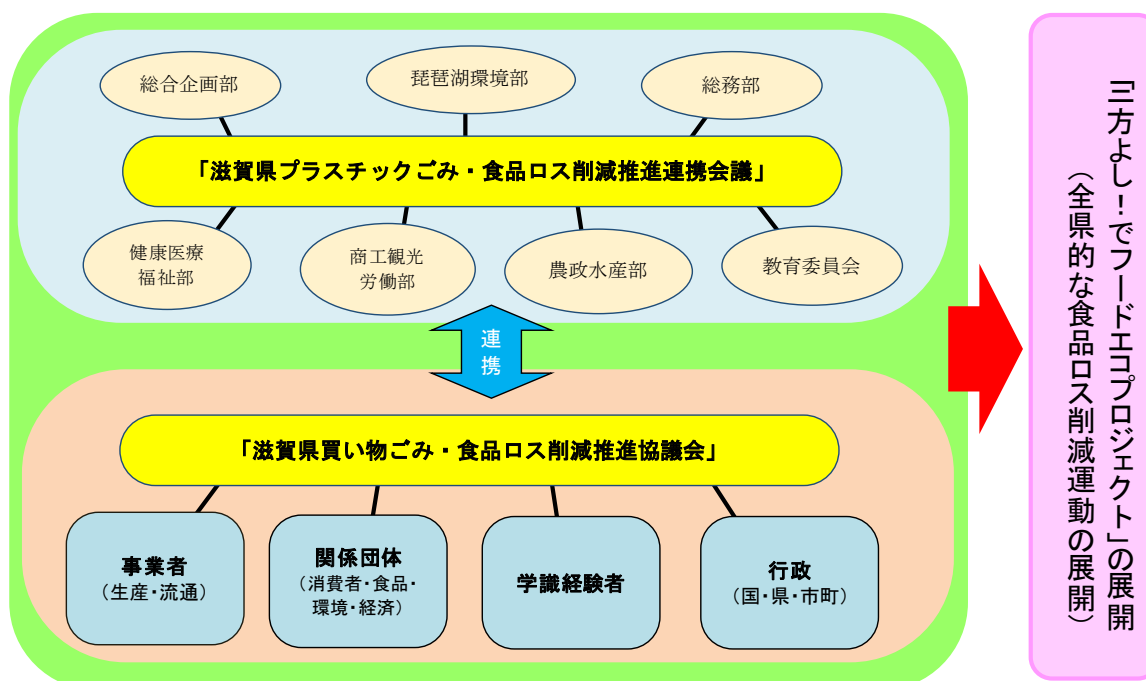 総合企画部
琵琶湖環境部
総務部
「滋賀県プラスチックごみ・食品ロス削減推進連携会議」
健康医療
福祉部
商工観光
労働部
農政水産部
教育委員会
連
携
「滋賀県買い物ごみ・食品ロス削減推進協議会」
事業者
（生産・流通）
関係団体
（消費者・食品・
環境・経済）
学識経験者
行政
（国・県・市町）
「三方よし！でフードエコプロジェクト」の展開
（全県的な食品ロス削減運動の展開）